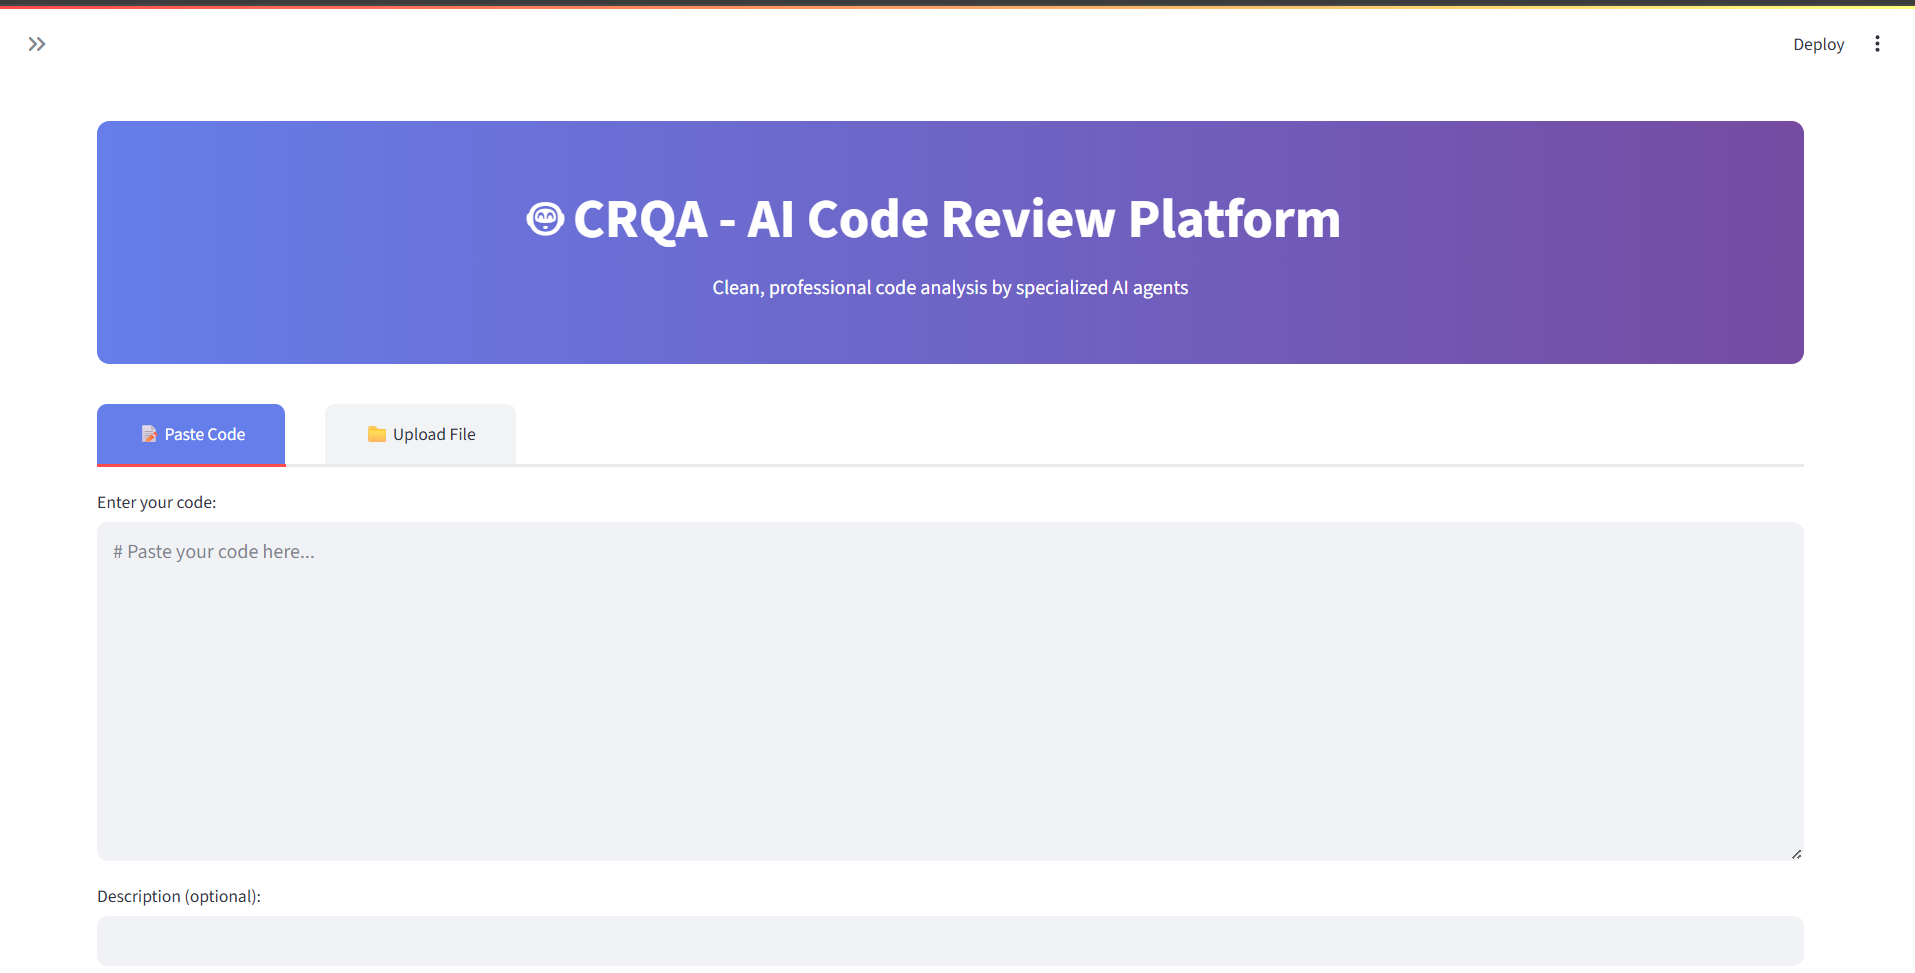 Deploy
CRQA - AI Code Review Platform
Clean, professional code analysis by specialized AI agents
Paste Code
Upload File
Enter your code:
# Paste your code here...
Description (optional):